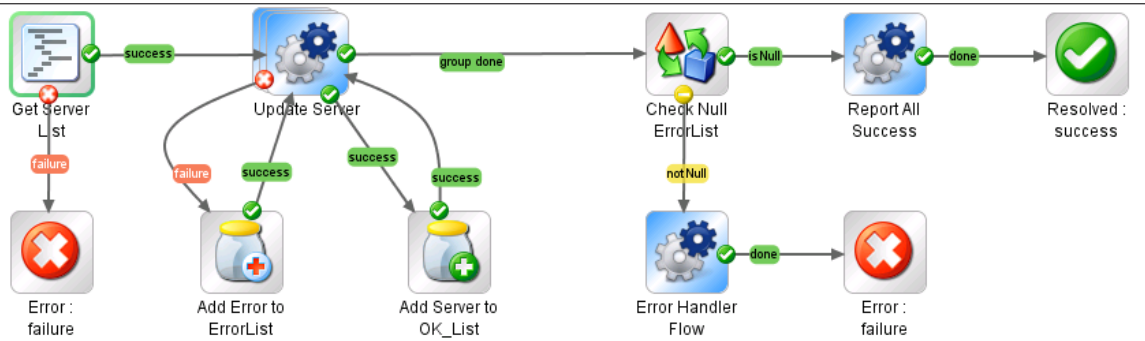 success
group done
is Null
done
Get Server
List
Update Server
Check Null
ErrorList
Report All
Success
Resolved :
success
failure
failure
success
success
success
notNull
done
Error :
failure
Add Error to
ErrorList
Add Server to
OK_List
Error Handler
Flow
Error :
failure